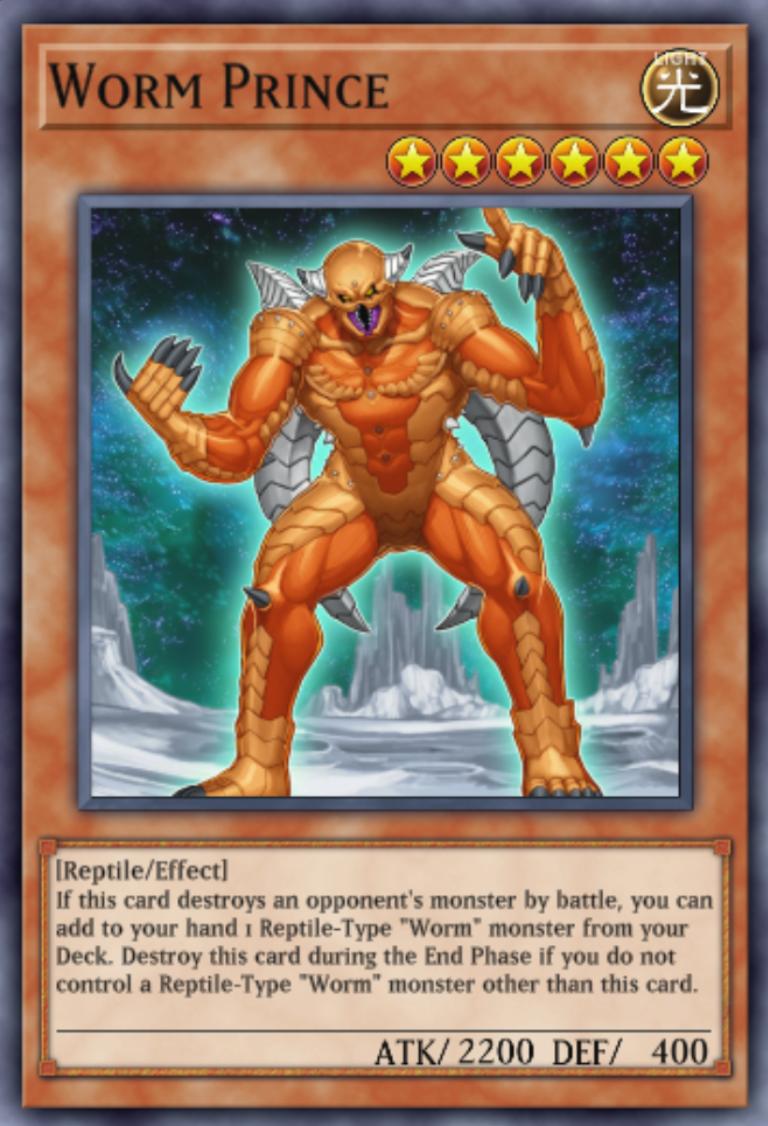 WORM PRINCE
LIGHT
光
[Reptile/Effect]
If this card destroys an opponent's monster by battle, you can
add to your hand 1 Reptile-Type "Worm" monster from your
Deck. Destroy this card during the End Phase if you do not
control a Reptile-Type "Worm" monster other than this card.
ATK/ 2200 DEF/ 400